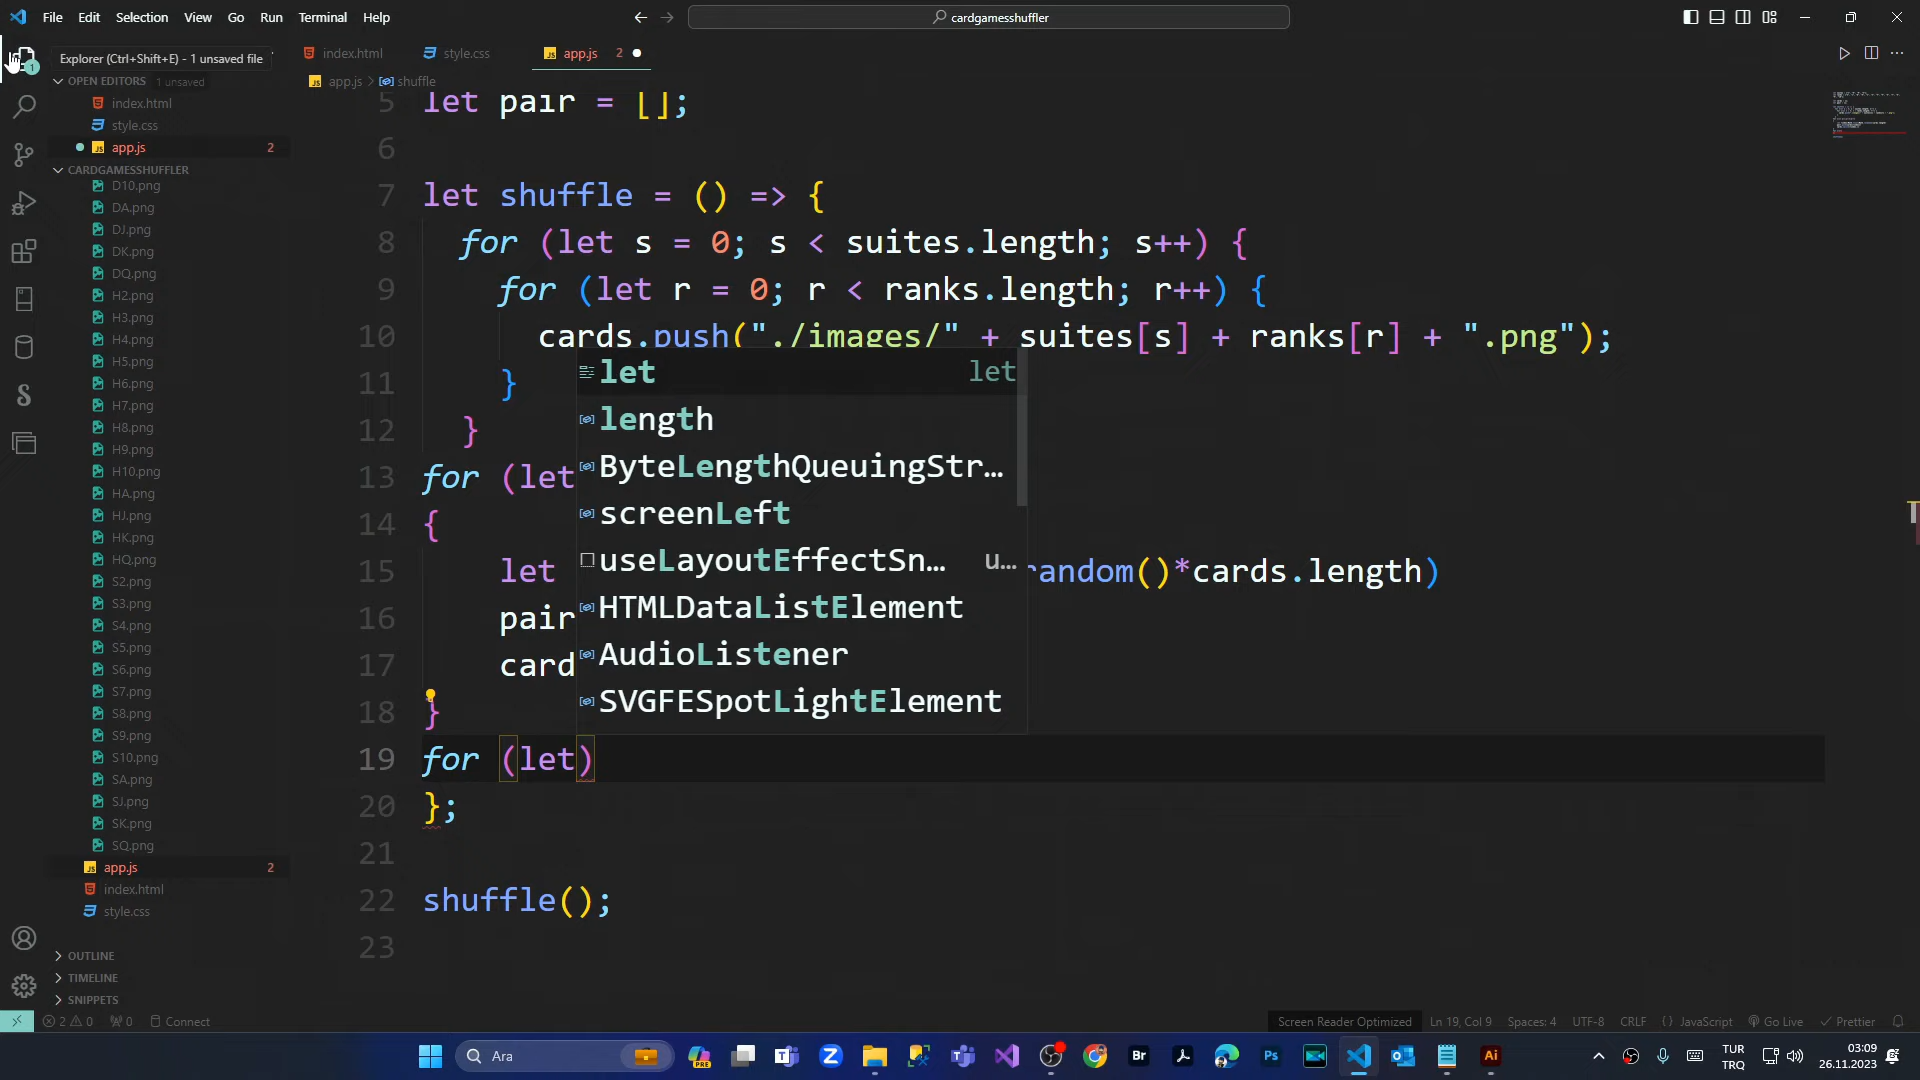 File Edit Selection View Go Run Terminal Help
cardgamesshuffler
Explorer (Ctrl+Shift+E) - 1 unsaved file
1
index.html
style.css
app.js 2
OPEN EDITORS 1 unsaved
index.html
style.css
app.js 2
CARDGAMESSHUFFLER
D10.png
DA.png
DJ.png
DK.png
DQ.png
H2.png
H3.png
H4.png
H5.png
H6.png
H7.png
H8.png
H9.png
H10.png
HA.png
HJ.png
HK.png
HQ.png
S2.png
S3.png
S4.png
S5.png
S6.png
S7.png
S8.png
S9.png
S10.png
SA.png
SJ.png
SK.png
SQ.png
app.js 2
index.html
style.css
OUTLINE
TIMELINE
SNIPPETS
app.js > shuffle
5 let pair = [];
6
7 let shuffle = () => {
8 for (let s = 0; s < suites.length; s++) {
9 for (let r = 0; r < ranks.length; r++) {
10 cards.push("./images/" + suites[s] + ranks[r] + ".png");
11 }
12 }
13 for (let
14 {
15 let random()*cards.length)
16 pair
17 card
18 }
19 for (let)
20 };
21
22 shuffle();
23
let let
length
ByteLengthQueuingStr…
screenLeft
useLayoutEffectSn… u…
HTMLDataListElement
AudioListener
SVGFESpotLightElement
2 0 0 Connect
Screen Reader Optimized Ln 19, Col 9 Spaces: 4 UTF-8 CRLF {} JavaScript Go Live Prettier
Ara
PRE
Br
Ps
Ai
TUR
TRQ
03:09
26.11.2023